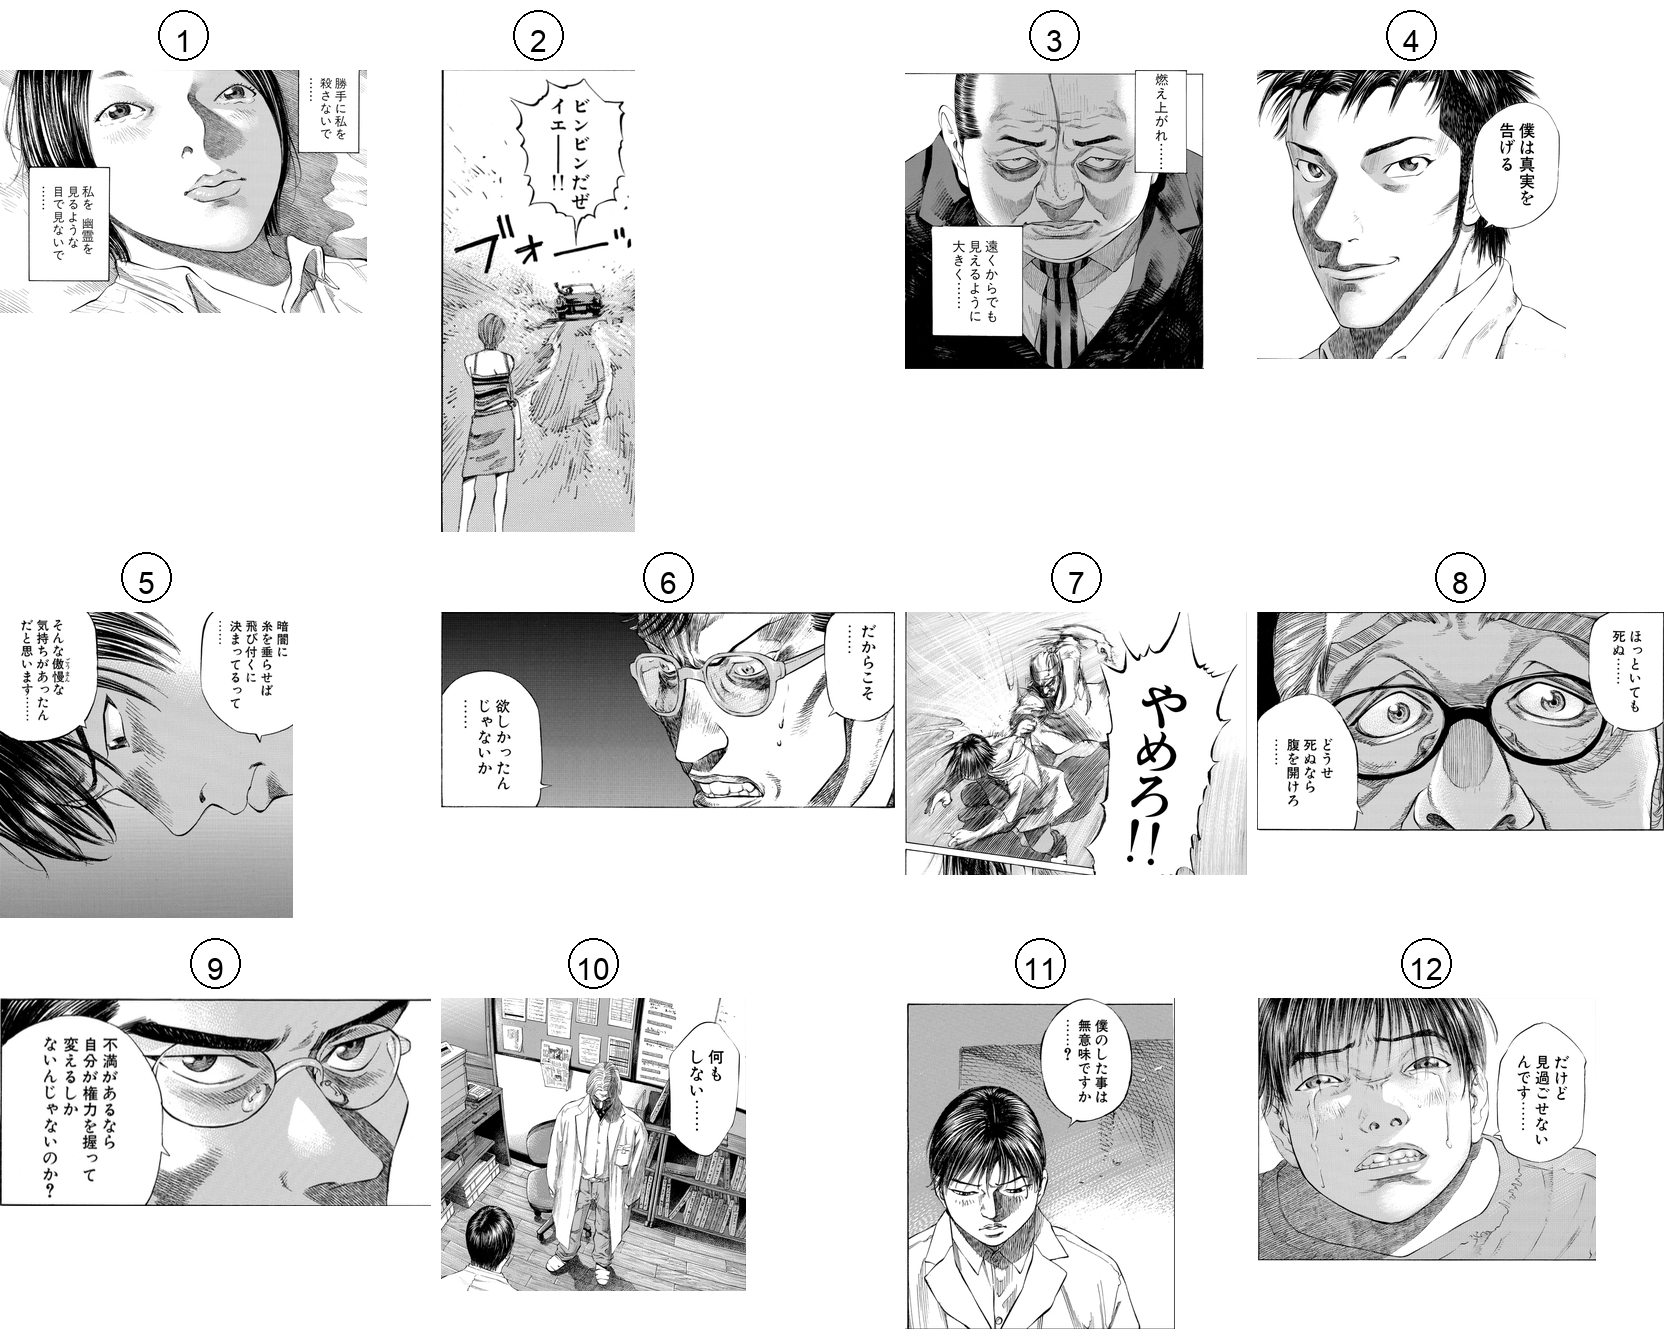 1
勝手に私を
殺さないで
……
私を 幽霊を
見るような
目で見ないで
……
2
ビンビンだぜ
イエ――!!
ブォーー
3
燃え上がれ……
遠くからでも
見えるように
大きく……
4
僕は真実を
告げる
5
暗闇に
糸を垂らせば
飛び付くに
決まってるって
……
そんな傲慢な
ごうまん
気持ちがあったん
だと思います……
6
だからこそ
……
欲しかったん
じゃないか
……
7
やめろ!!
8
ほっといても
死ぬ……
どうせ
死ぬなら
腹を開けろ
……
9
不満があるなら
自分が権力を握って
変えるしか
ないんじゃないのか?
10
何も
しない……
11
僕のした事は
無意味ですか
……?
12
だけど
見過ごせない
んです……